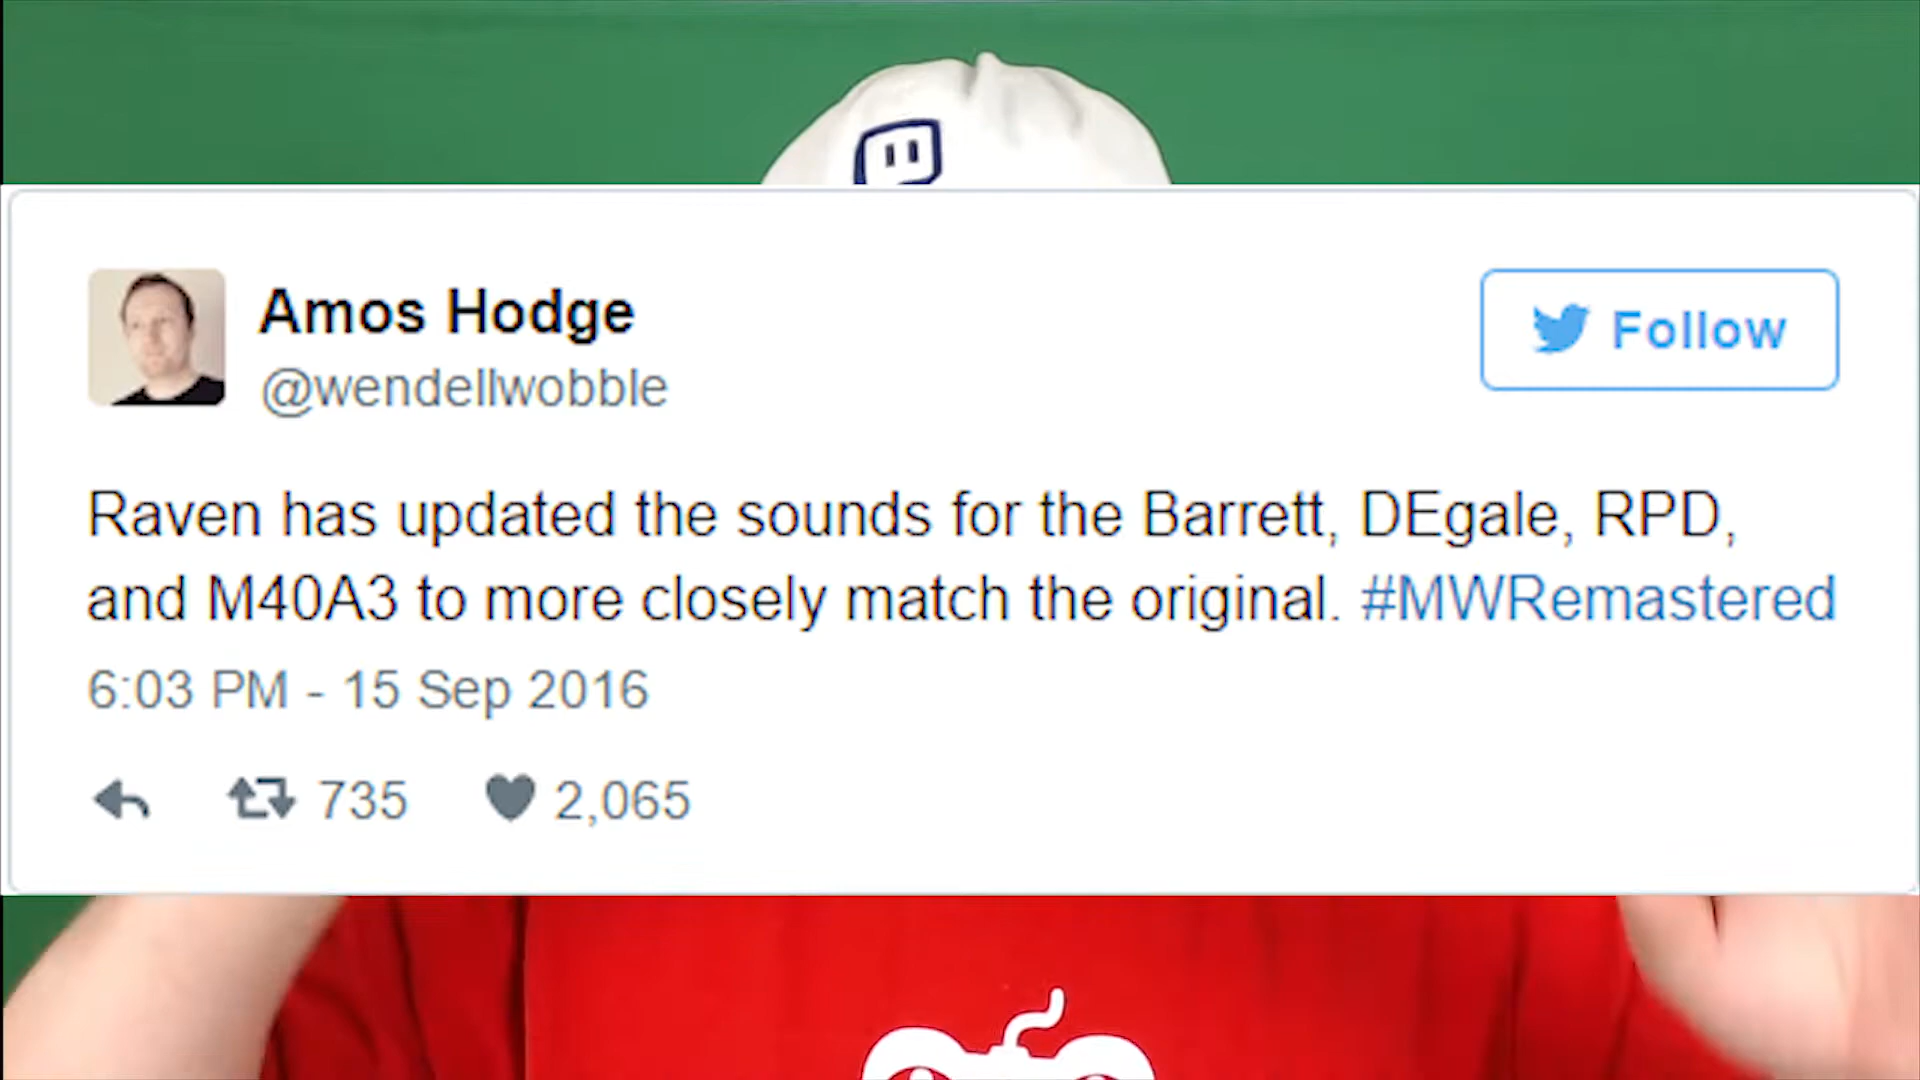 Amos Hodge
@wendellwobble
Follow
Raven has updated the sounds for the Barrett, DEgale, RPD,
and M40A3 to more closely match the original. #MWRemastered
6:03 PM - 15 Sep 2016
735 2,065